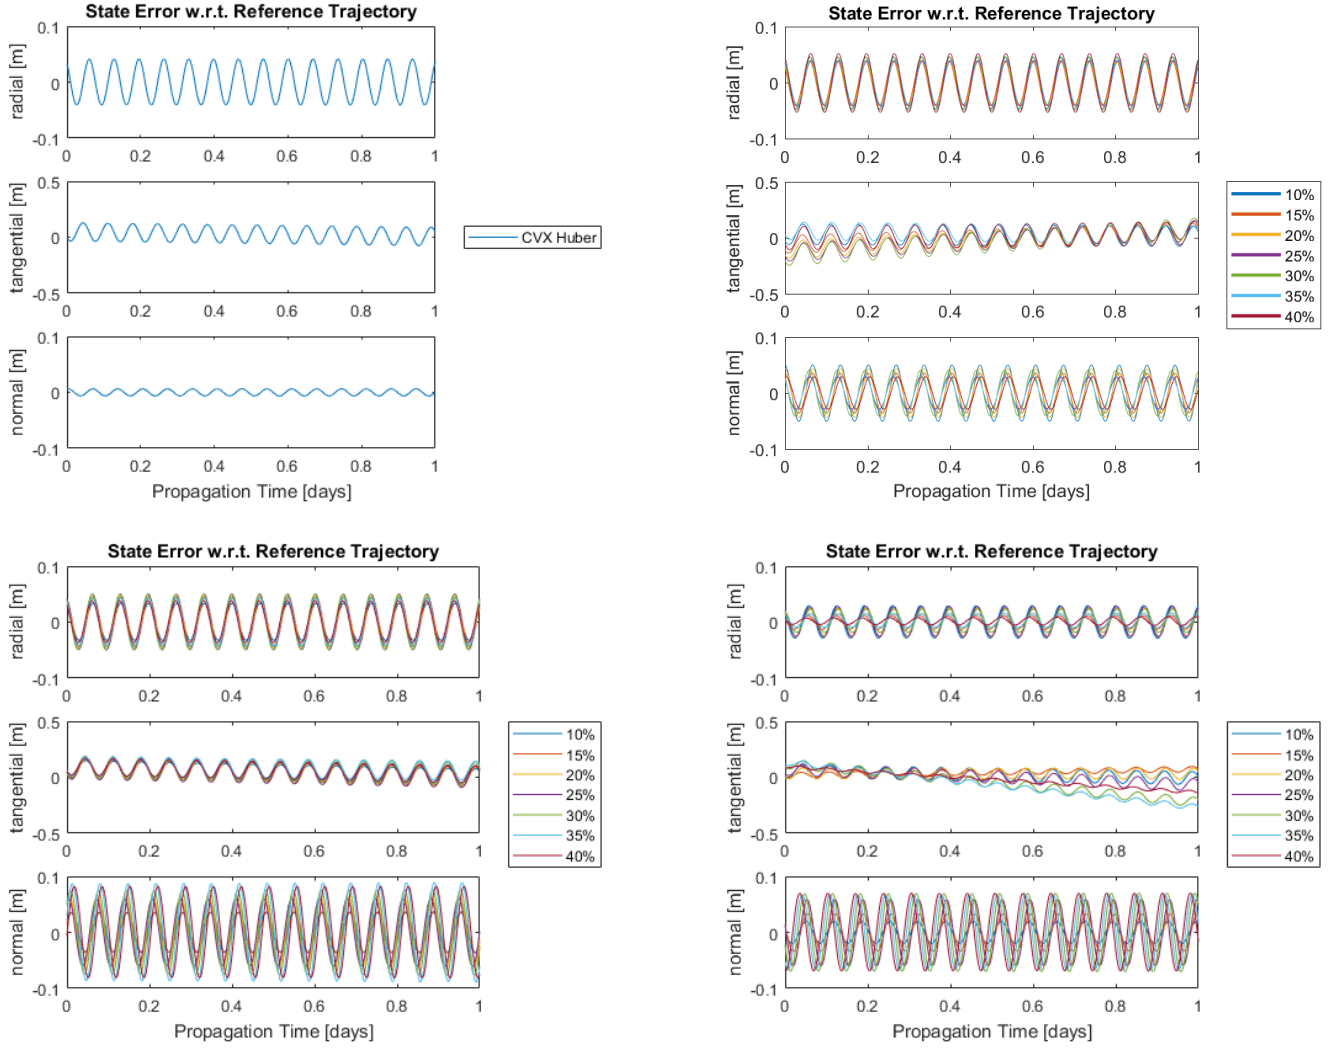 State Error w.r.t. Reference Trajectory
0.1
0
-0.1
radial [m]
0 0.2 0.4 0.6 0.8 1
0.5
0
-0.5
tangential [m]
0 0.2 0.4 0.6 0.8 1
CVX Huber
0.1
0
-0.1
normal [m]
0 0.2 0.4 0.6 0.8 1
Propagation Time [days]
State Error w.r.t. Reference Trajectory
0.1
0
-0.1
radial [m]
0 0.2 0.4 0.6 0.8 1
0.5
0
-0.5
tangential [m]
0 0.2 0.4 0.6 0.8 1
10%
15%
20%
25%
30%
35%
40%
0.1
0
-0.1
normal [m]
0 0.2 0.4 0.6 0.8 1
Propagation Time [days]
State Error w.r.t. Reference Trajectory
0.1
0
-0.1
radial [m]
0 0.2 0.4 0.6 0.8 1
0.5
0
-0.5
tangential [m]
0 0.2 0.4 0.6 0.8 1
10%
15%
20%
25%
30%
35%
40%
0.1
0
-0.1
normal [m]
0 0.2 0.4 0.6 0.8 1
Propagation Time [days]
State Error w.r.t. Reference Trajectory
0.1
0
-0.1
radial [m]
0 0.2 0.4 0.6 0.8 1
0.5
0
-0.5
tangential [m]
0 0.2 0.4 0.6 0.8 1
10%
15%
20%
25%
30%
35%
40%
0.1
0
-0.1
normal [m]
0 0.2 0.4 0.6 0.8 1
Propagation Time [days]